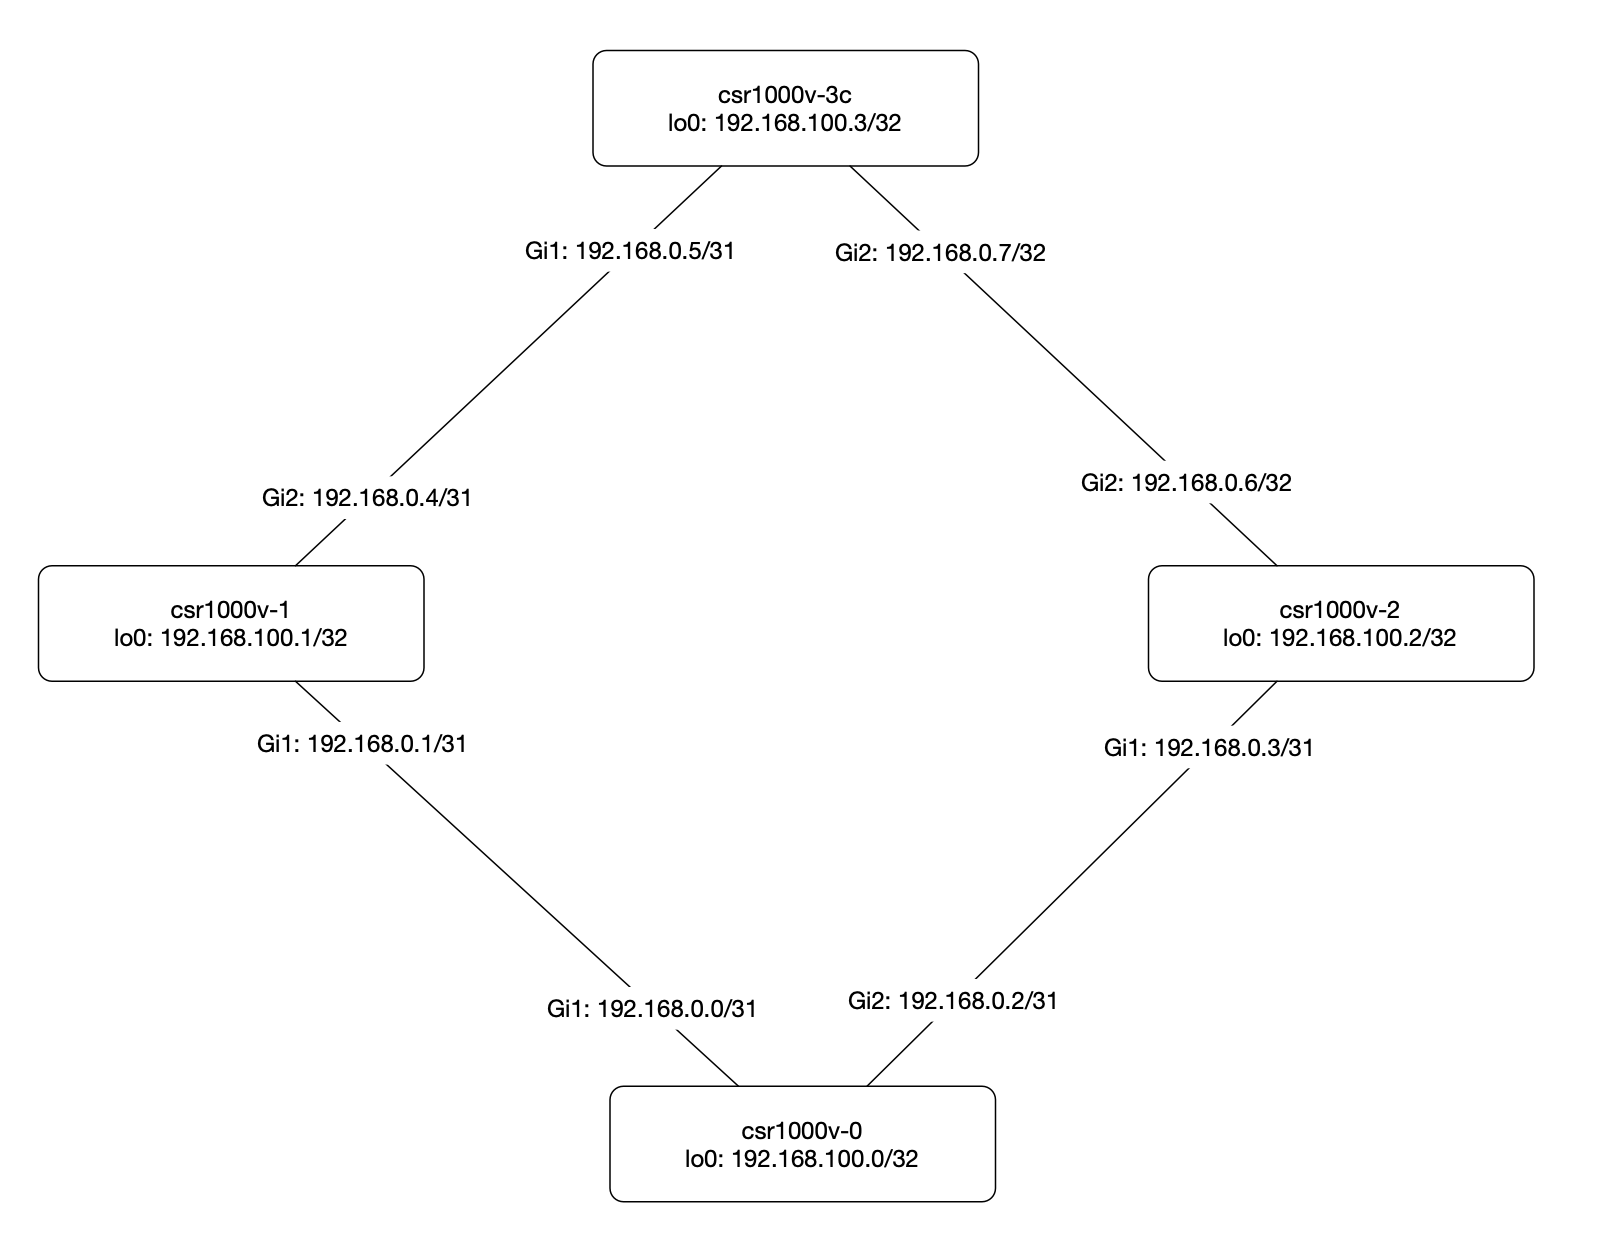 csr1000v-3c
lo0: 192.168.100.3/32
Gi1: 192.168.0.5/31
Gi2: 192.168.0.7/32
Gi2: 192.168.0.4/31
Gi2: 192.168.0.6/32
csr1000v-1
lo0: 192.168.100.1/32
csr1000v-2
lo0: 192.168.100.2/32
Gi1: 192.168.0.1/31
Gi1: 192.168.0.3/31
Gi1: 192.168.0.0/31
Gi2: 192.168.0.2/31
csr1000v-0
lo0: 192.168.100.0/32